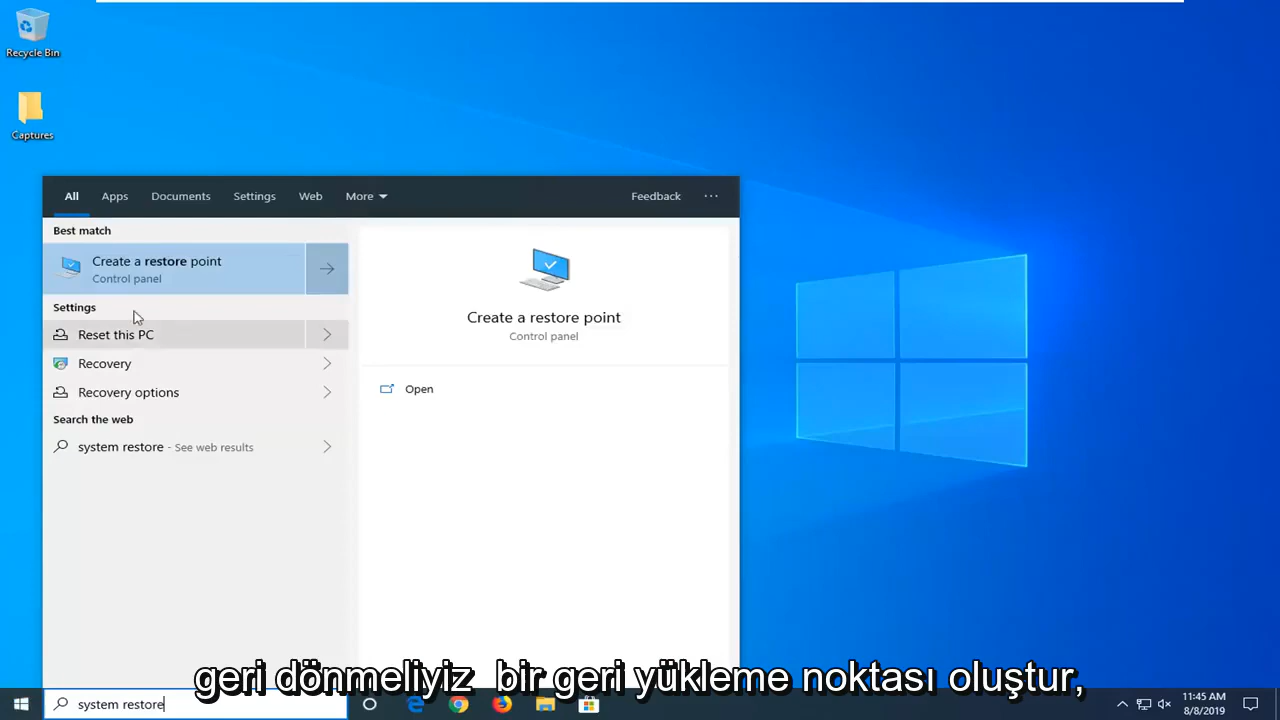 Recycle Bin
Captures
All Apps Documents Settings Web More Feedback ...
Best match
Create a restore point
Control panel
Settings
Reset this PC
Recovery
Recovery options
Search the web
system restore - See web results
Create a restore point
Control panel
Open
geri dönmeliyiz bir geri yükleme noktası oluştur,
system restore
11:45 AM
8/8/2019